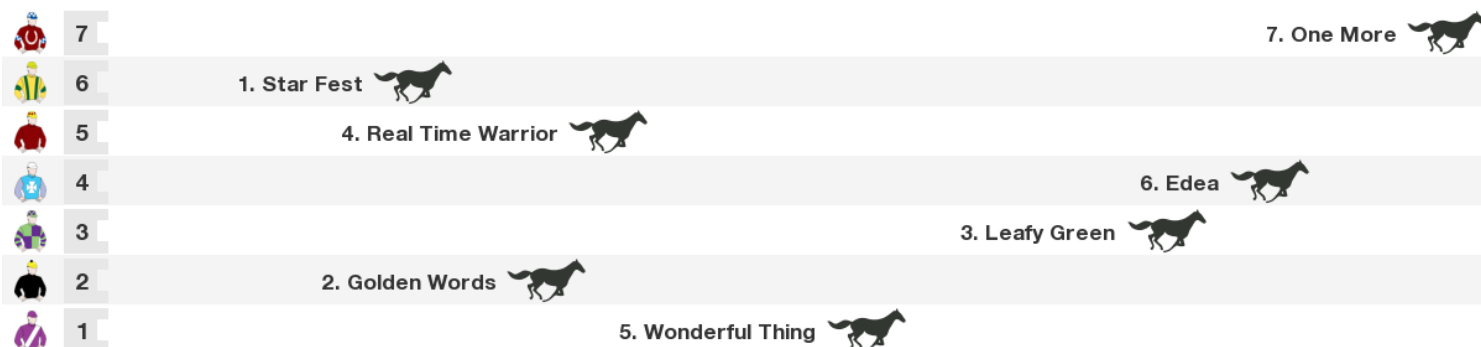 7 7. One More
6 1. Star Fest
5 4. Real Time Warrior
4 6. Edea
3 3. Leafy Green
2 2. Golden Words
1 5. Wonderful Thing